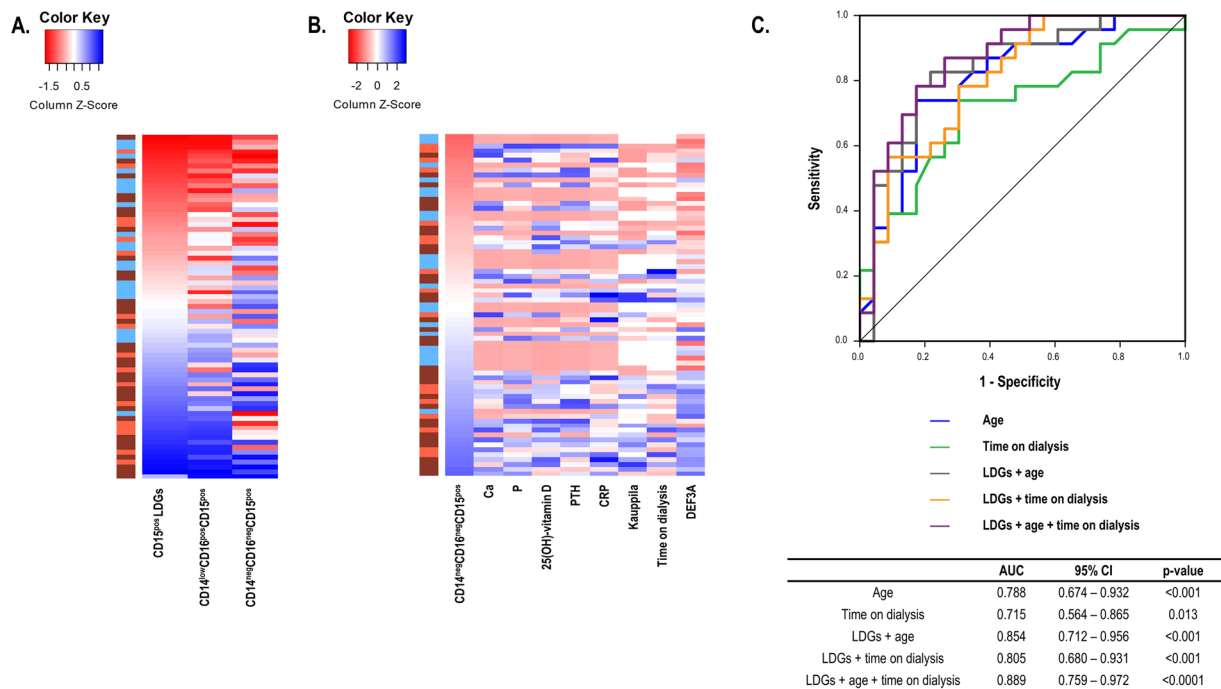 A.
Color Key
-1.5 0.5
Column Z-Score
CD15posLDGs
CD14lowCD16posCD15pos
CD14negCD16negCD15pos
B.
Color Key
-2 0 2
Column Z-Score
CD14negCD16negCD15pos
Ca
P
25(OH)-vitamin D
PTH
CRP
Kauppila
Time on dialysis
DEF3A
C.
Sensitivity
1.0
0.8
0.6
0.4
0.2
0.0
0.0 0.2 0.4 0.6 0.8 1.0
1 - Specificity
Age
Time on dialysis
LDGs + age
LDGs + time on dialysis
LDGs + age + time on dialysis
AUC 95% CI p-value
Age 0.788 0.674 – 0.932 <0.001
Time on dialysis 0.715 0.564 – 0.865 0.013
LDGs + age 0.854 0.712 – 0.956 <0.001
LDGs + time on dialysis 0.805 0.680 – 0.931 <0.001
LDGs + age + time on dialysis 0.889 0.759 – 0.972 <0.0001